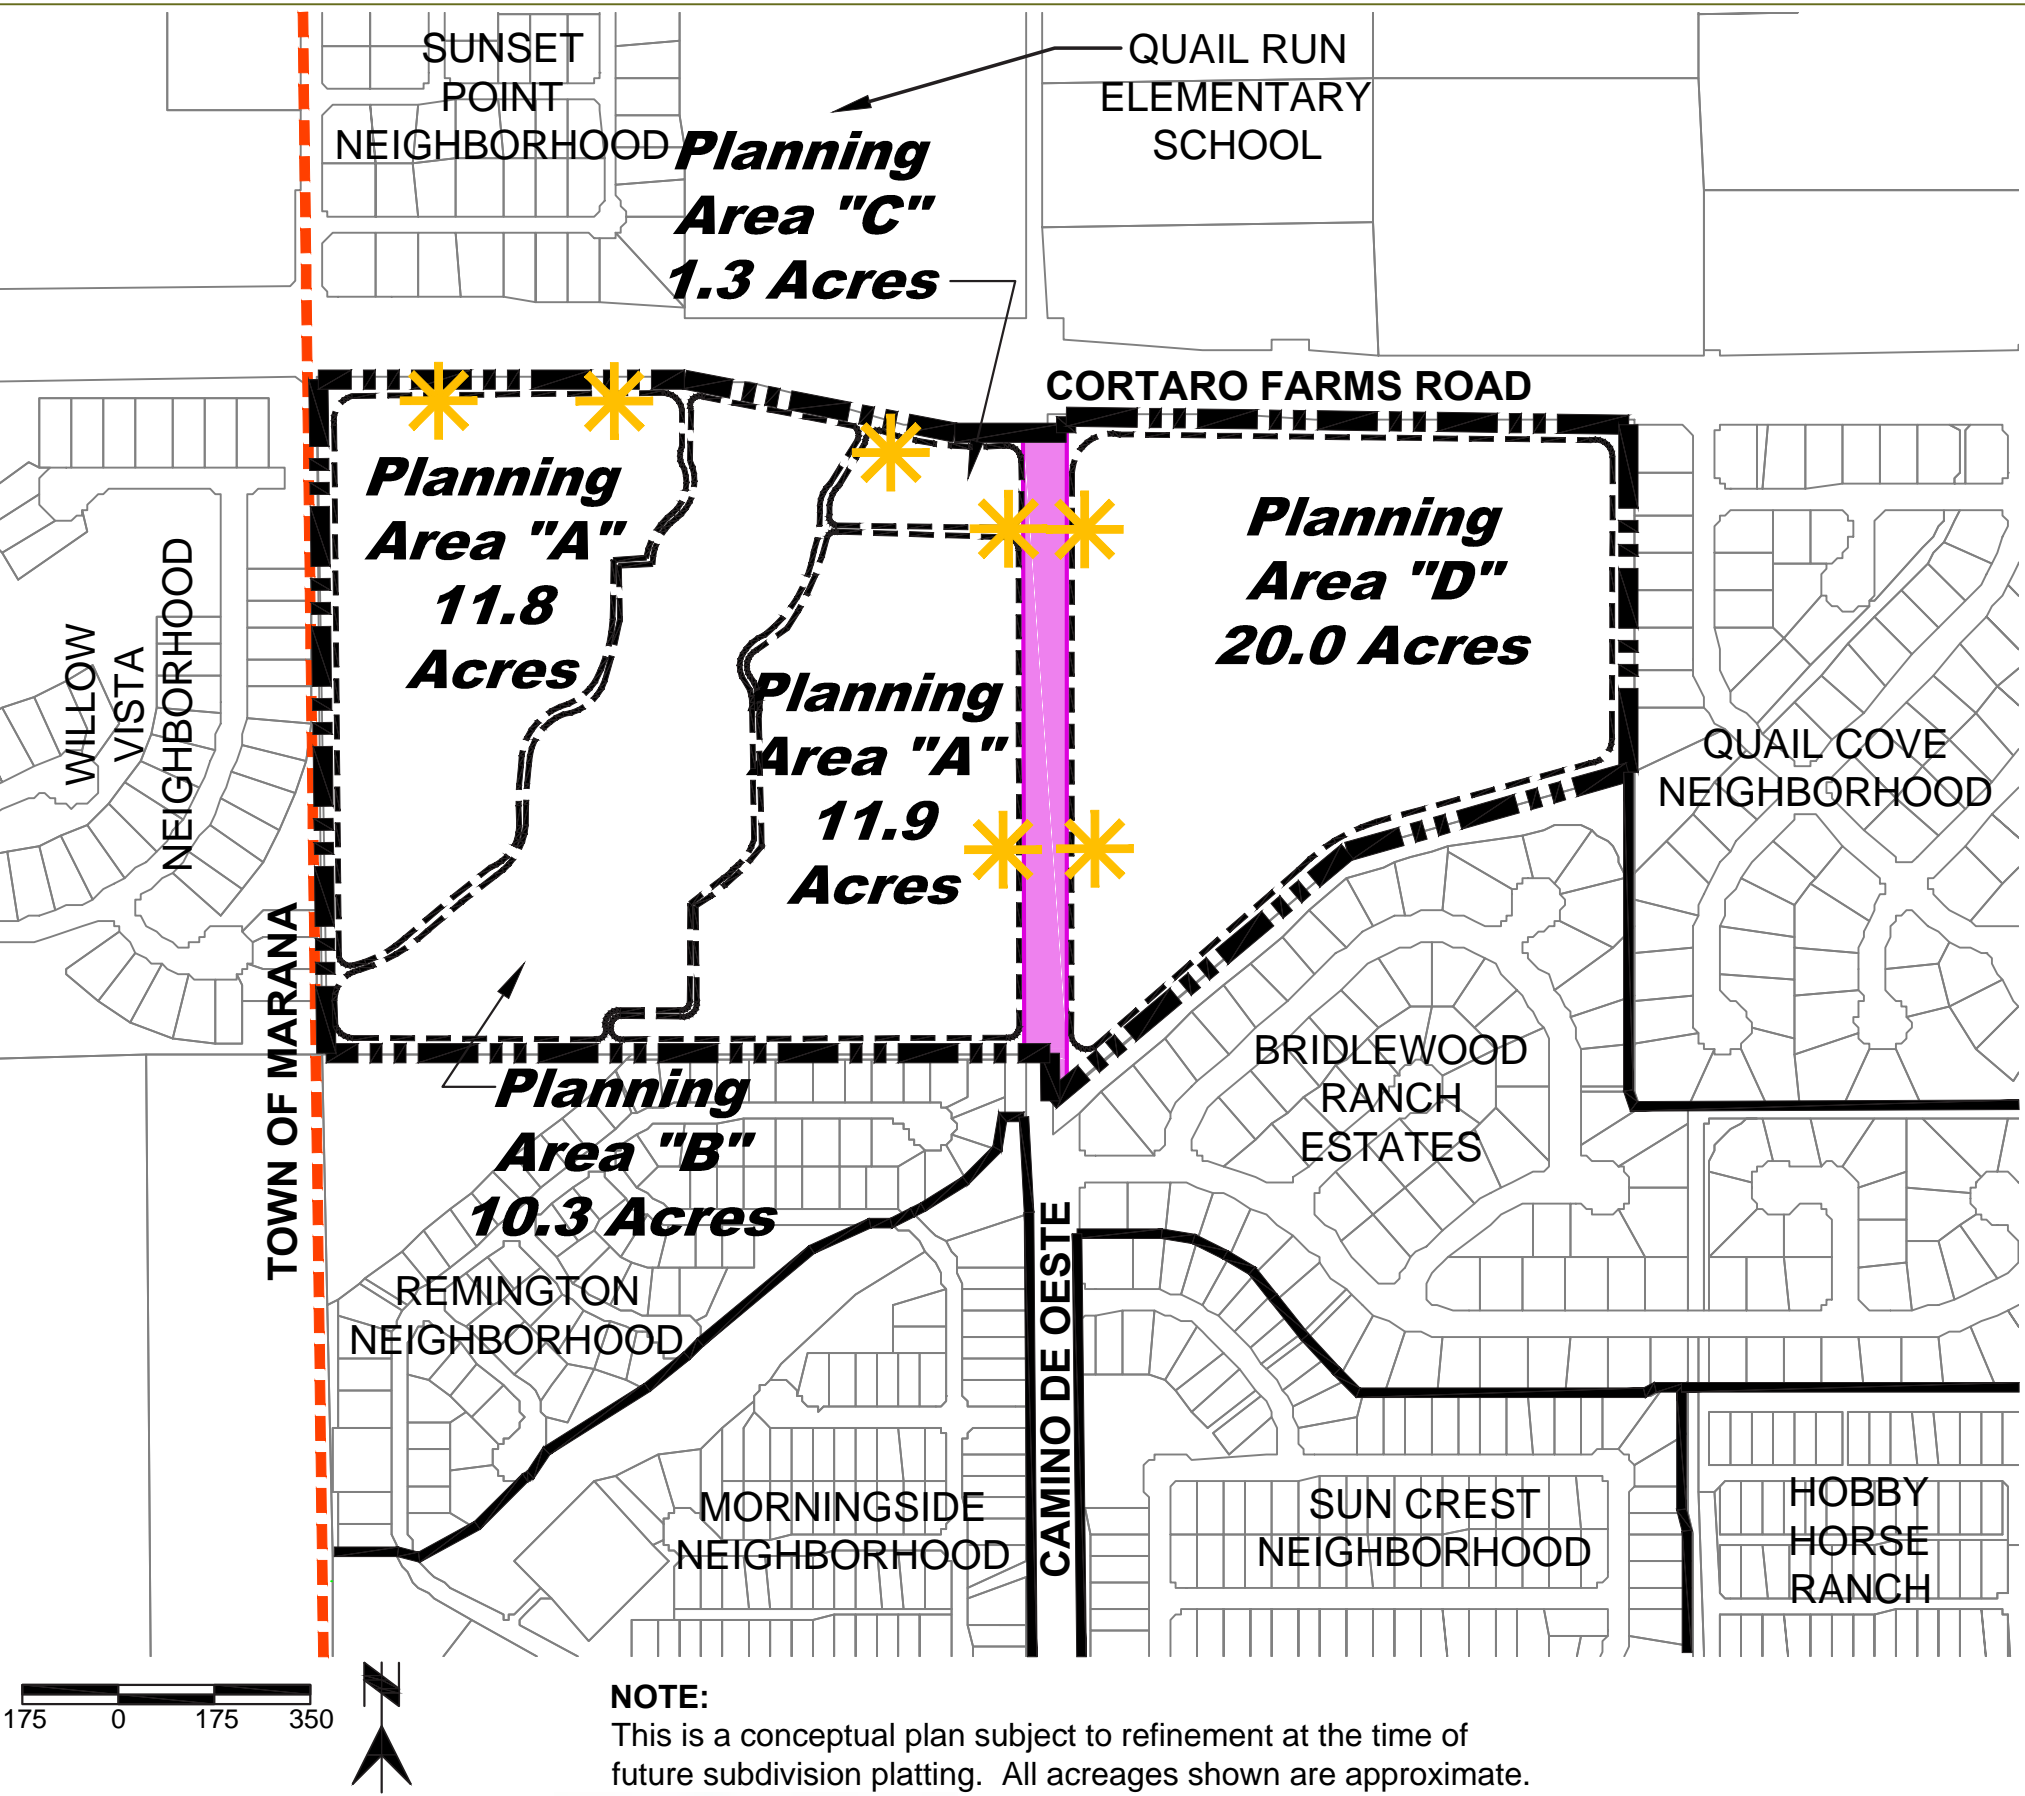 SUNSET
POINT
NEIGHBORHOOD
QUAIL RUN
ELEMENTARY
SCHOOL
Planning
Area "C"
1.3 Acres
CORTARO FARMS ROAD
Planning
Area "A"
11.8
Acres
Planning
Area "D"
20.0 Acres
WILLOW
VISTA
NEIGHBORHOOD
Planning
Area "A"
11.9
Acres
QUAIL COVE
NEIGHBORHOOD
TOWN OF MARANA
Planning
Area "B"
10.3 Acres
BRIDLEWOOD
RANCH
ESTATES
REMINGTON
NEIGHBORHOOD
CAMINO DE OESTE
MORNINGSIDE
NEIGHBORHOOD
SUN CREST
NEIGHBORHOOD
HOBBY
HORSE
RANCH
175 0 175 350
N
NOTE:
This is a conceptual plan subject to refinement at the time of
future subdivision platting. All acreages shown are approximate.